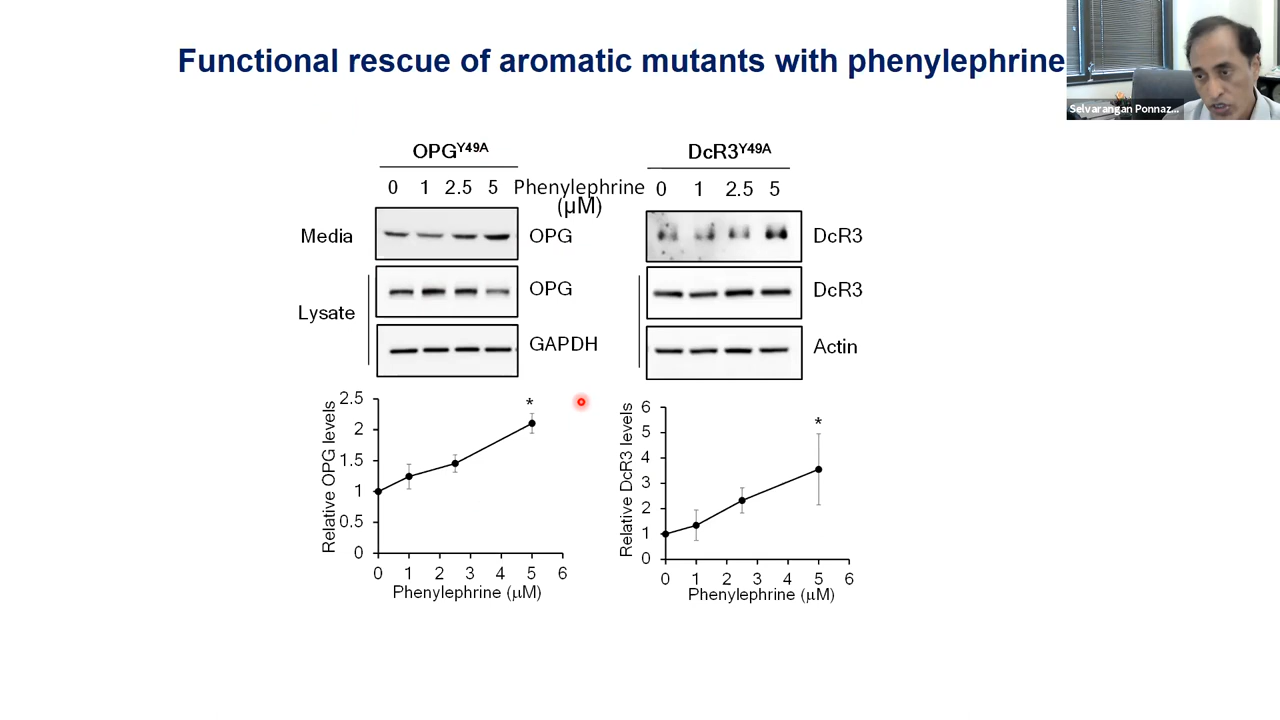 Functional rescue of aromatic mutants with phenylephrine
Selvarangan Ponnaz...
OPGY49A
0 1 2.5 5
Phenylephrine
(µM)
DcR3Y49A
0 1 2.5 5
Media
OPG
DcR3
Lysate
OPG
DcR3
GAPDH
Actin
Relative OPG levels
2.5
2
1.5
1
0.5
0
*
0 1 2 3 4 5 6
Phenylephrine (µM)
Relative DcR3 levels
6
5
4
3
2
1
0
*
0 1 2 3 4 5 6
Phenylephrine (µM)